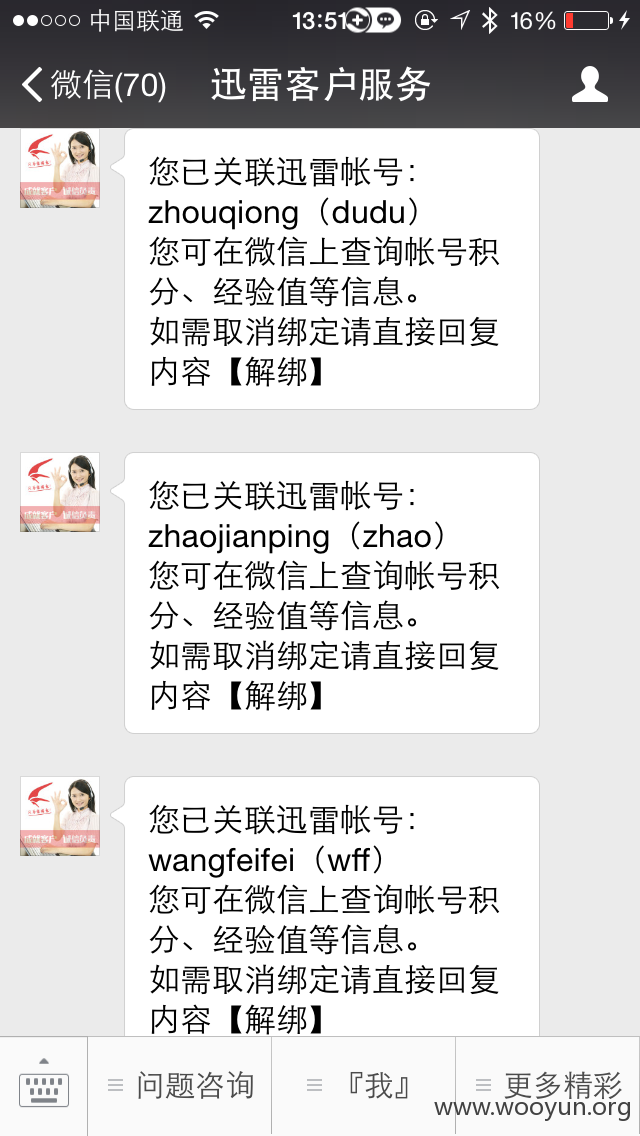 中国联通 13:51 16%
微信(70) 迅雷客户服务
您已关联迅雷帐号：
zhouqiong（dudu）
您可在微信上查询帐号积
分、经验值等信息。
如需取消绑定请直接回复
内容【解绑】
您已关联迅雷帐号：
zhaojianping（zhao）
您可在微信上查询帐号积
分、经验值等信息。
如需取消绑定请直接回复
内容【解绑】
您已关联迅雷帐号：
wangfeifei（wff）
您可在微信上查询帐号积
分、经验值等信息。
如需取消绑定请直接回复
内容【解绑】
问题咨询 『我』 更多精彩
www.wooyun.org